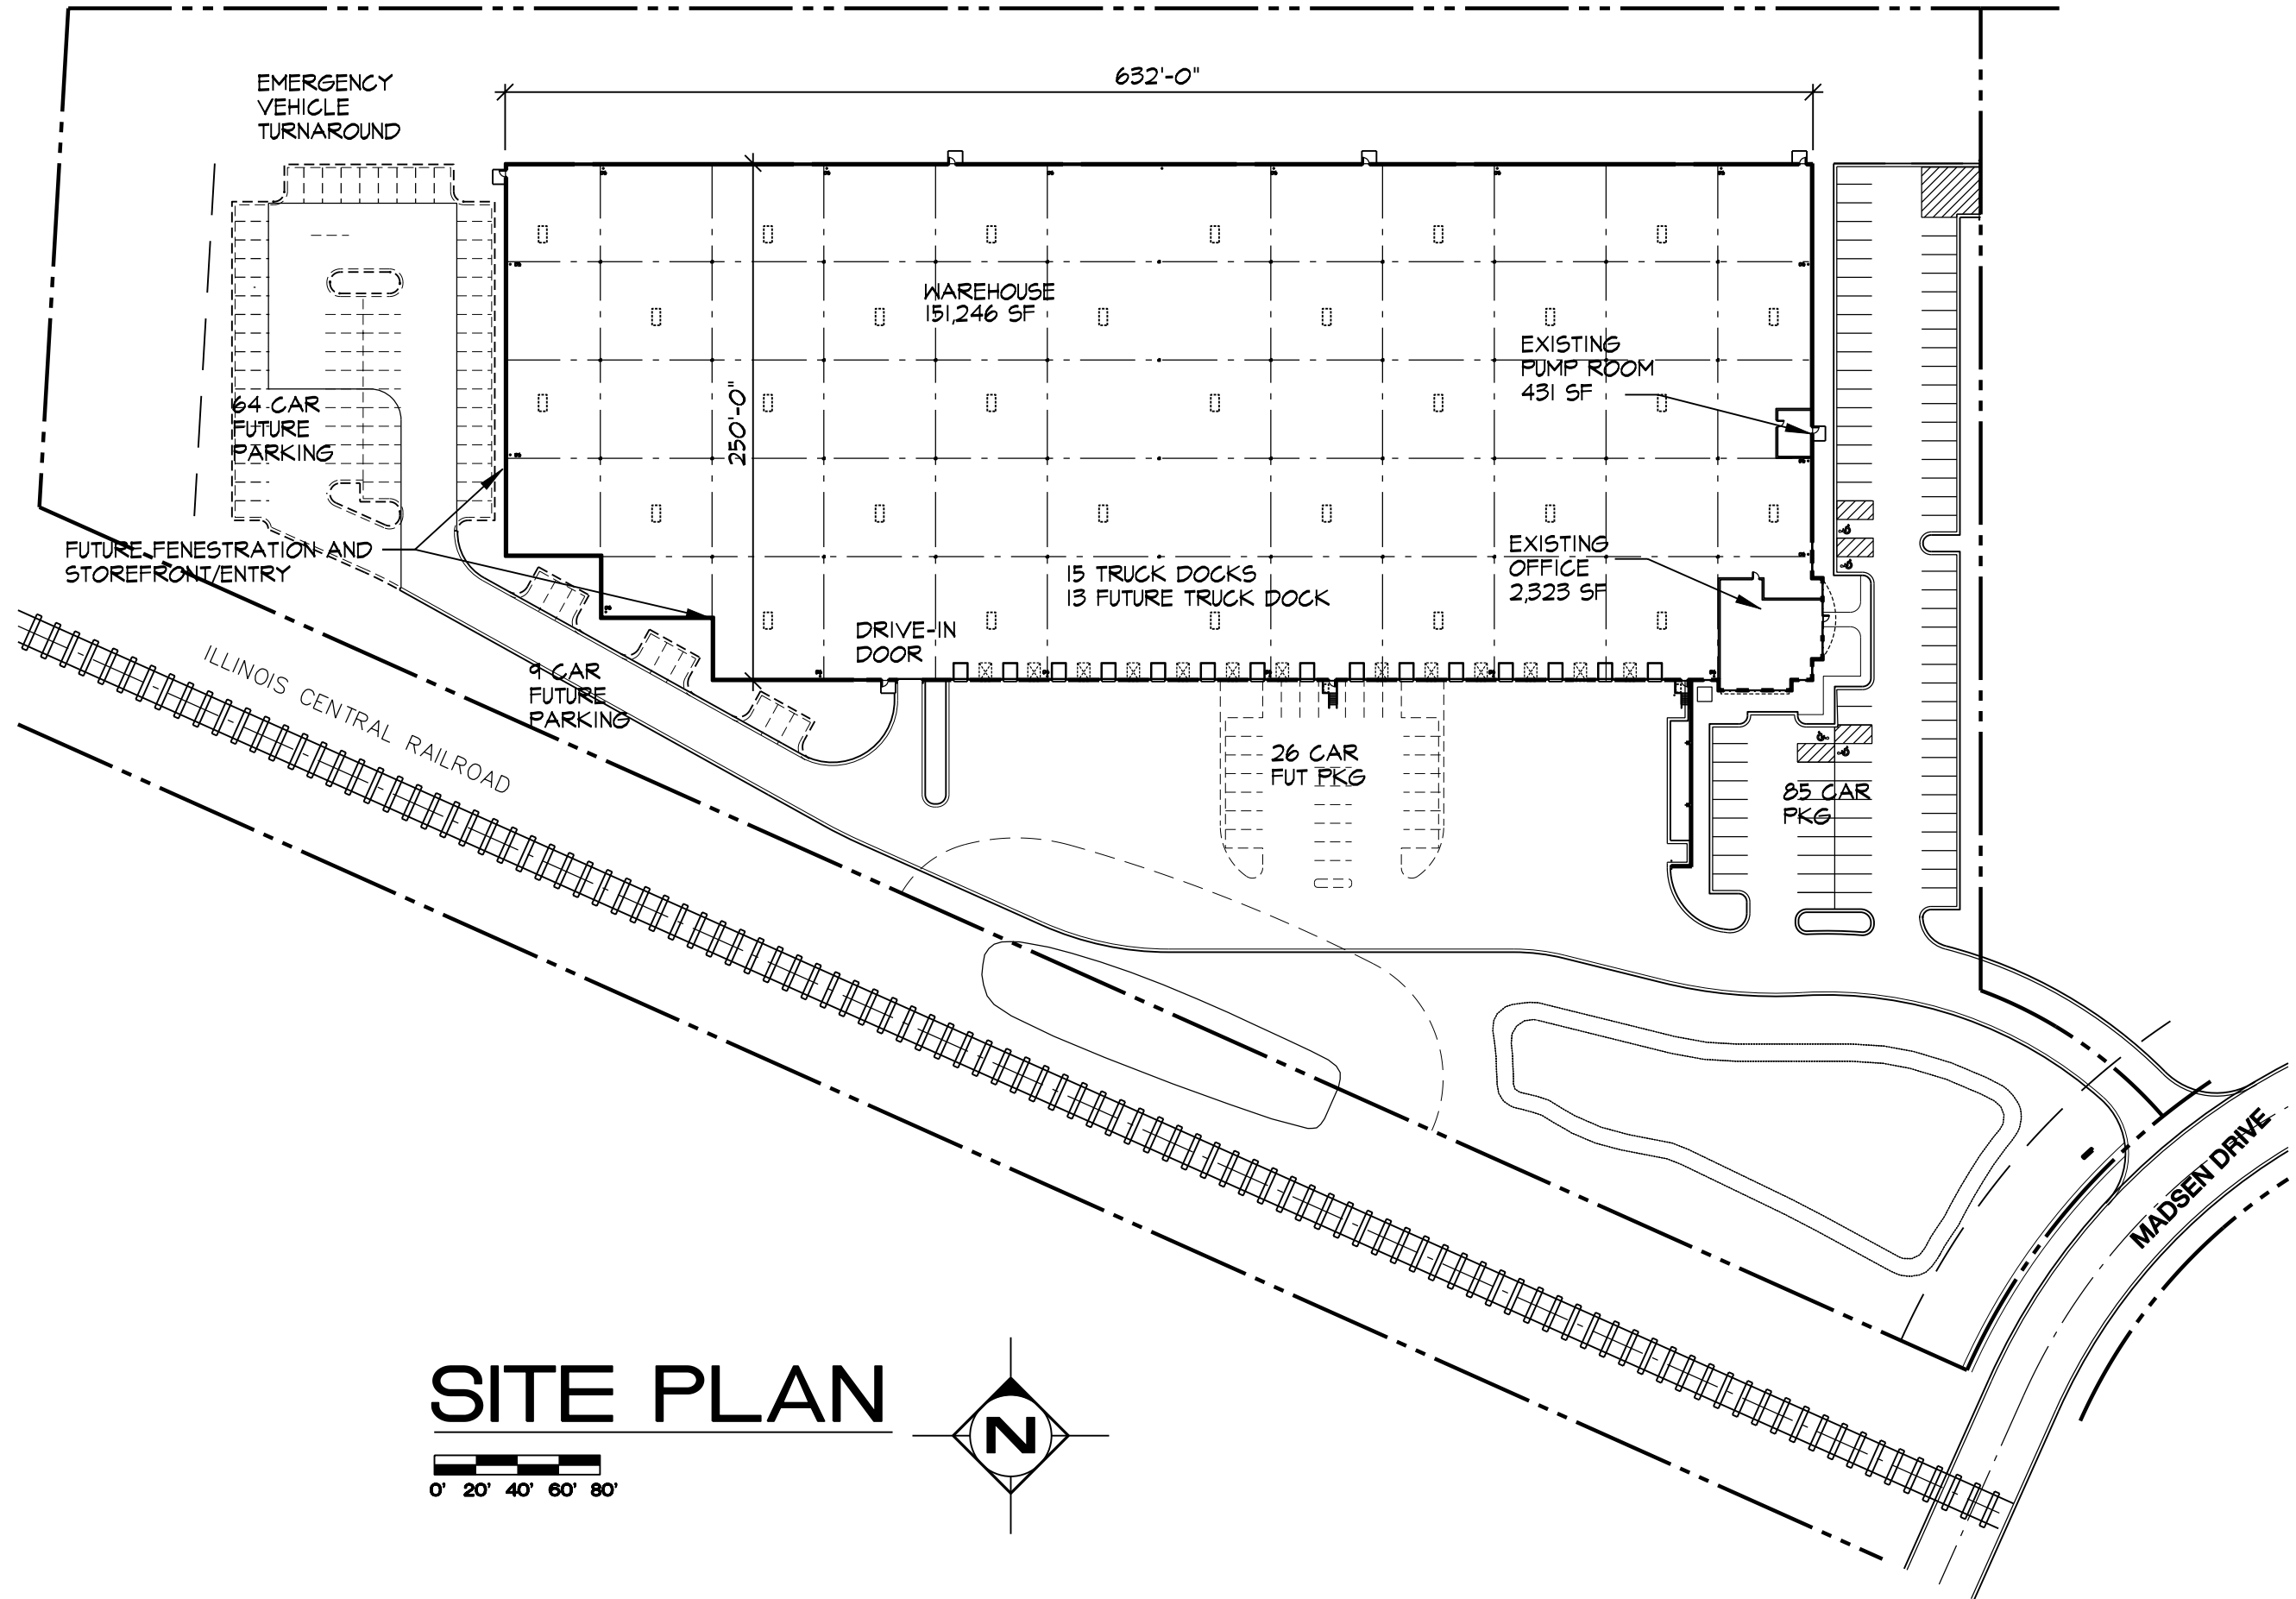 632'-0"
EMERGENCY
VEHICLE
TURNAROUND
WAREHOUSE
151,246 SF
250'-0"
EXISTING
PUMP ROOM
431 SF
64 CAR
FUTURE
PARKING
FUTURE FENESTRATION AND
STOREFRONT/ENTRY
15 TRUCK DOCKS
13 FUTURE TRUCK DOCK
EXISTING
OFFICE
2,323 SF
DRIVE-IN
DOOR
9 CAR
FUTURE
PARKING
ILLINOIS CENTRAL RAILROAD
26 CAR
FUT PKG
85 CAR
PKG
MADSEN DRIVE
SITE PLAN
N
0' 20' 40' 60' 80'